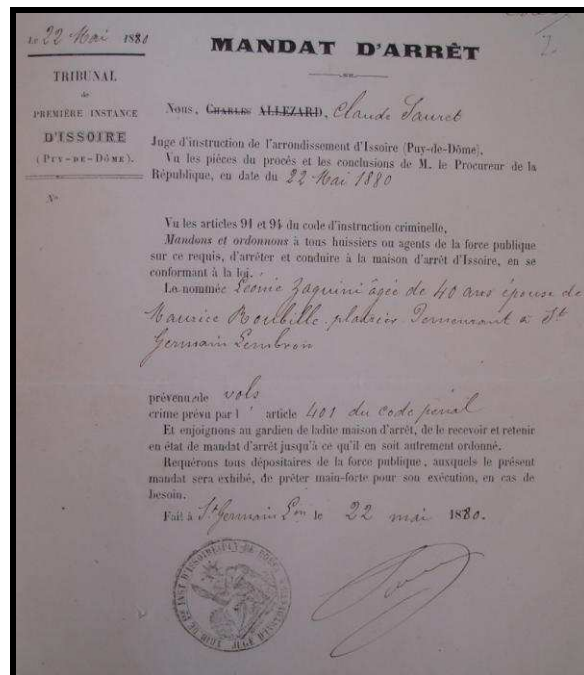 Le 22 Mai 1880
MANDAT D'ARRÊT
2
TRIBUNAL
de
PREMIÈRE INSTANCE
D'ISSOIRE
(PUY-DE-DÔME).
N°
Nous, CHARLES ALLEZARD, Claude Sauret
Juge d'instruction de l'arrondissement d'Issoire (Puy-de-Dôme),
Vu les pièces du procès et les conclusions de M. le Procureur de la
République, en date du 22 Mai 1880
Vu les articles 91 et 94 du code d'instruction criminelle,
Mandons et ordonnons à tous huissiers ou agents de la force publique
sur ce requis, d'arrêter et conduire à la maison d'arrêt d'Issoire, en se
conformant à la loi.
La nommée Léonie Zaquini âgée de 40 ans épouse de
Maurice Roubille, plâtrier Demeurant à St
Germain Lembron
prévenue de vols
crime prévu par l' article 401 du code pénal
Et enjoignons au gardien de ladite maison d'arrêt, de le recevoir et retenir
en état de mandat d'arrêt jusqu'à ce qu'il en soit autrement ordonné.
Requérons tous dépositaires de la force publique, auxquels le présent
mandat sera exhibé, de prêter main-forte pour son exécution, en cas de
besoin.
Fait à St Germain Lon le 22 mai 1880.